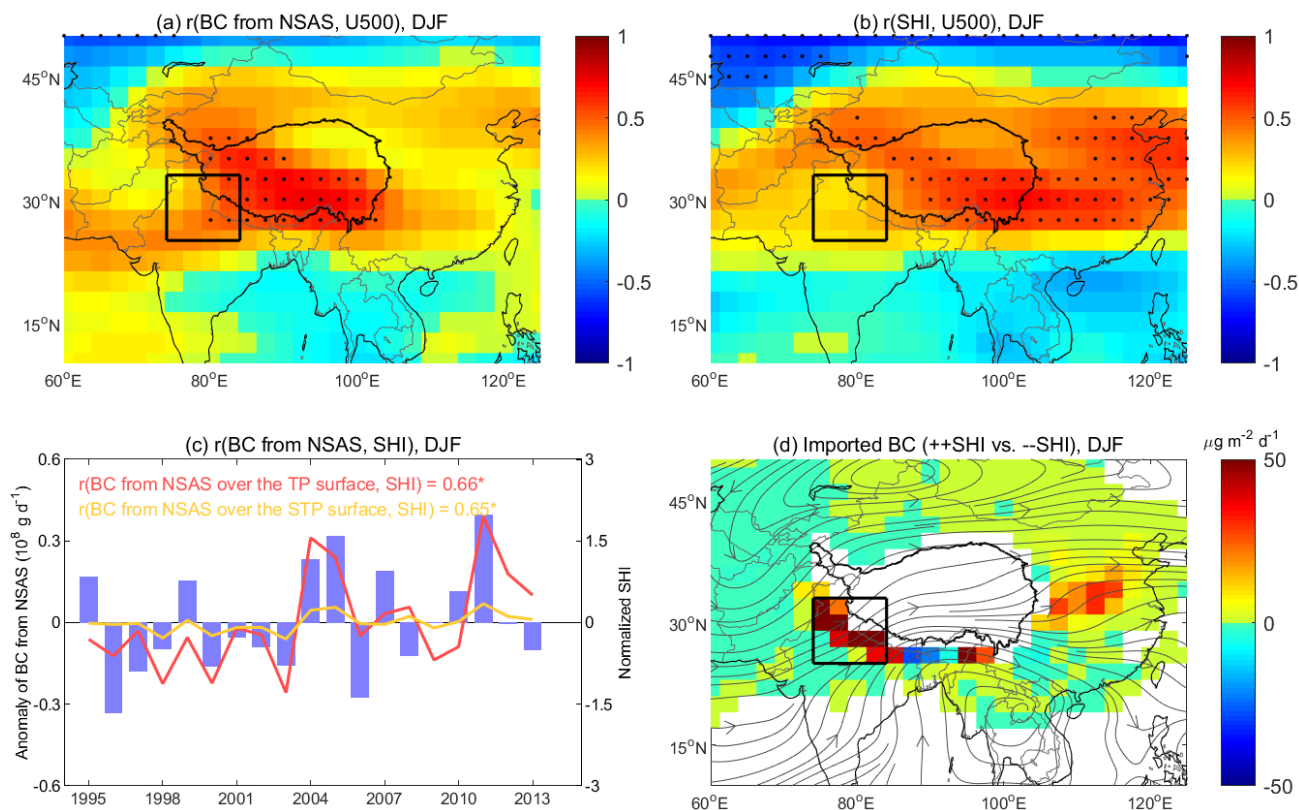 (a) r(BC from NSAS, U500), DJF
45°N
30°N
15°N
60°E
80°E
100°E
120°E
1
0.5
0
-0.5
-1
(b) r(SHI, U500), DJF
45°N
30°N
15°N
60°E
80°E
100°E
120°E
1
0.5
0
-0.5
-1
(c) r(BC from NSAS, SHI), DJF
r(BC from NSAS over the TP surface, SHI) = 0.66*
r(BC from NSAS over the STP surface, SHI) = 0.65*
Anomaly of BC from NSAS (10⁸ g d⁻¹)
0.6
0.3
0
-0.3
-0.6
1995
1998
2001
2004
2007
2010
2013
3
1.5
0
-1.5
-3
Normalized SHI
(d) Imported BC (++SHI vs. --SHI), DJF
μg m⁻² d⁻¹
45°N
30°N
15°N
60°E
80°E
100°E
120°E
50
0
-50